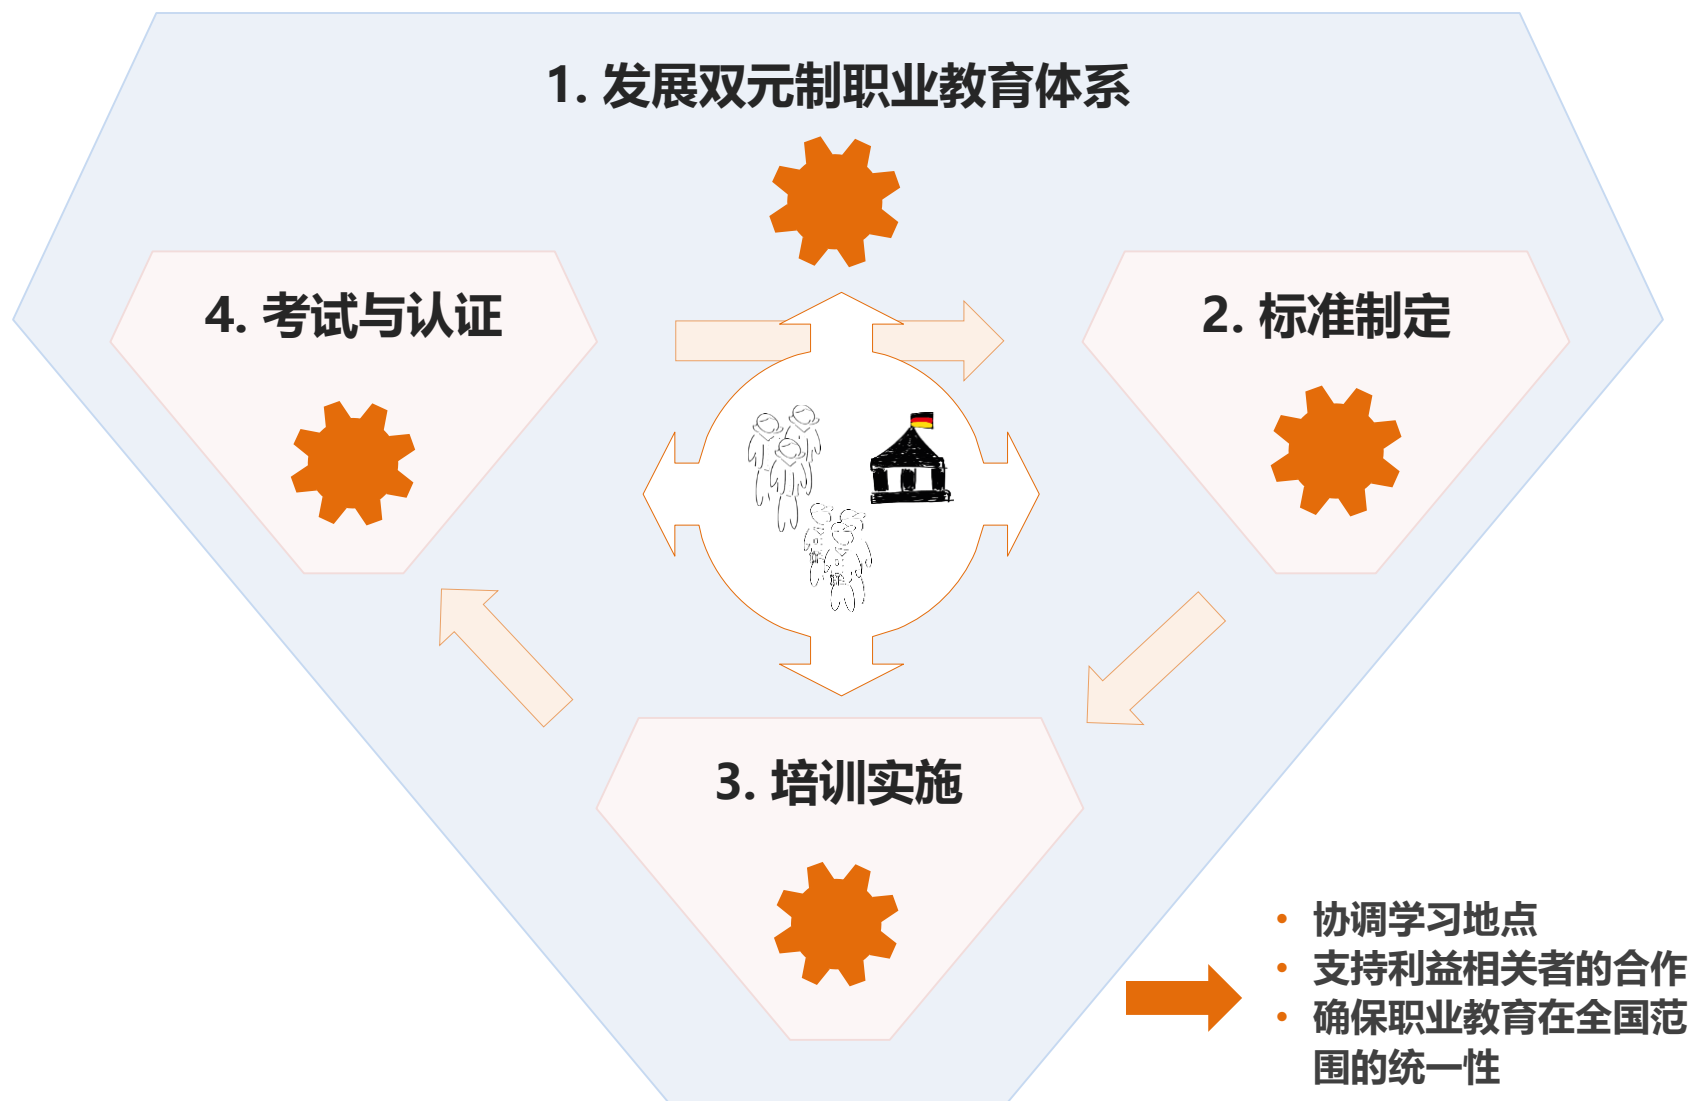 1. 发展双元制职业教育体系
4. 考试与认证
2. 标准制定
3. 培训实施
• 协调学习地点
• 支持利益相关者的合作
• 确保职业教育在全国范
围的统一性